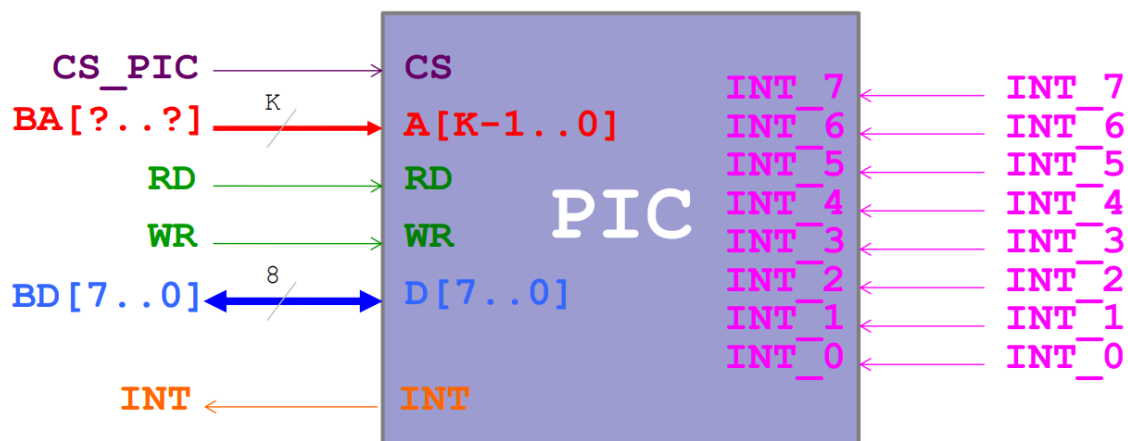 CS_PIC CS
INT_7 INT_7
K
BA[?..?] A[K-1..0]
INT_6 INT_6
RD RD
INT_5 INT_5
PIC
INT_4 INT_4
WR WR
INT_3 INT_3
8
BD[7..0] D[7..0]
INT_2 INT_2
INT_1 INT_1
INT_0 INT_0
INT INT